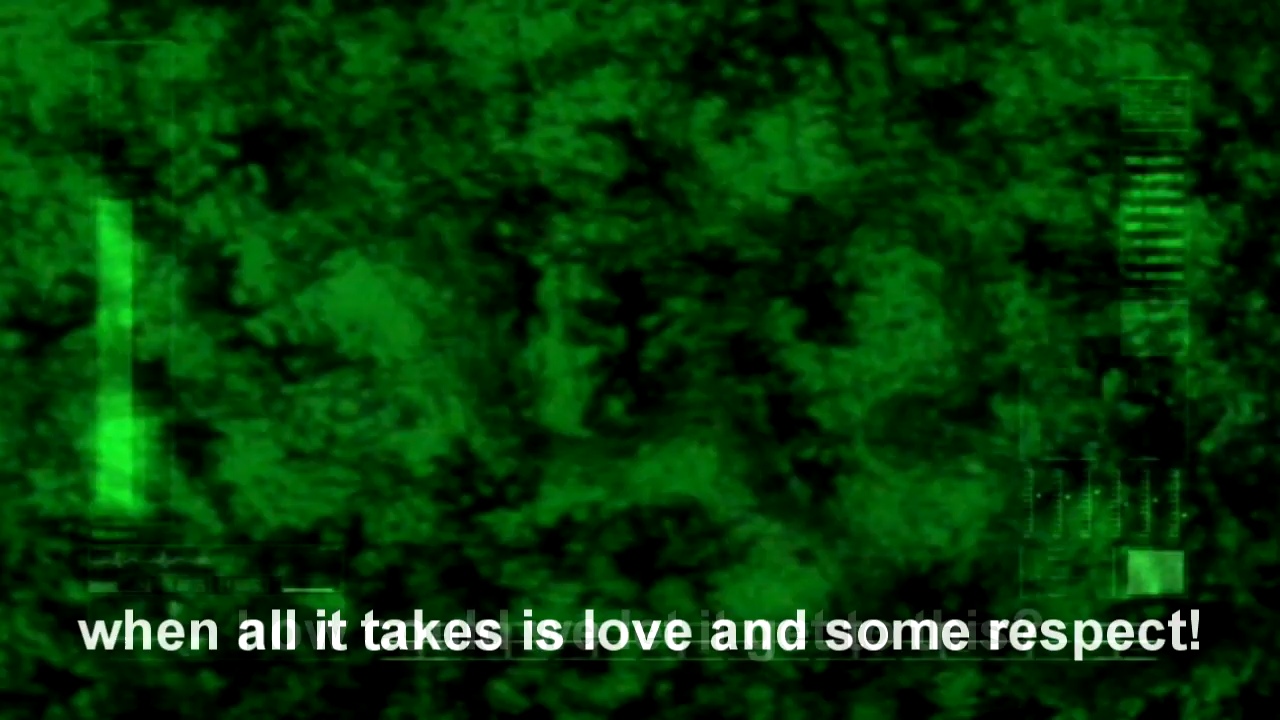 when all it takes is love and some respect!